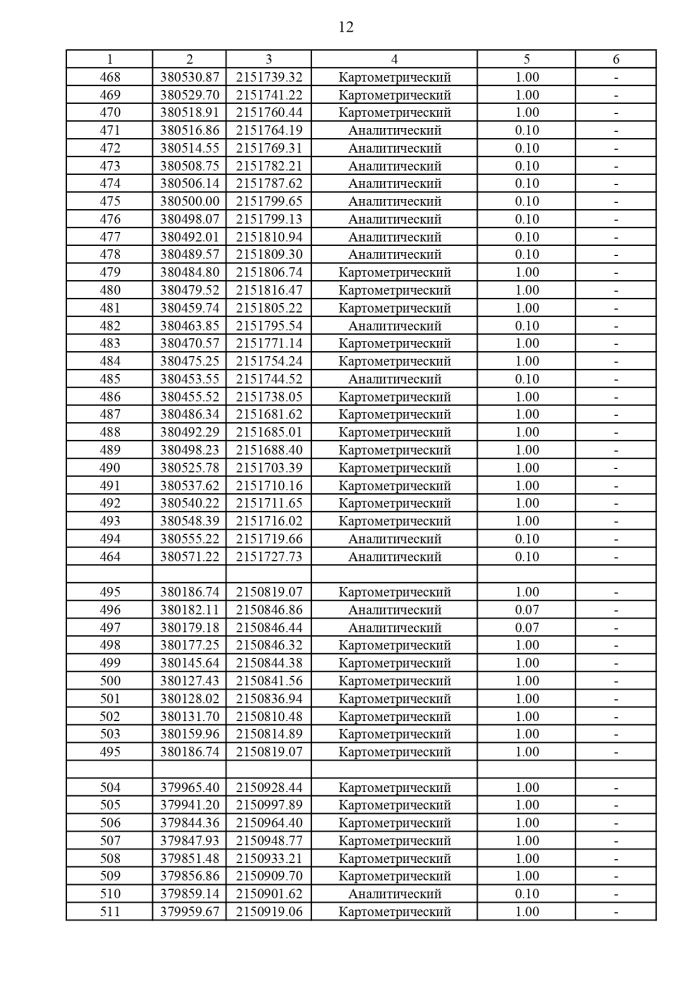 12
1 2 3 4 5 6
468 380530.87 2151739.32 Картометрический 1.00 -
469 380529.70 2151741.22 Картометрический 1.00 -
470 380518.91 2151760.44 Картометрический 1.00 -
471 380516.86 2151764.19 Аналитический 0.10 -
472 380514.55 2151769.31 Аналитический 0.10 -
473 380508.75 2151782.21 Аналитический 0.10 -
474 380506.14 2151787.62 Аналитический 0.10 -
475 380500.00 2151799.65 Аналитический 0.10 -
476 380498.07 2151799.13 Аналитический 0.10 -
477 380492.01 2151810.94 Аналитический 0.10 -
478 380489.57 2151809.30 Аналитический 0.10 -
479 380484.80 2151806.74 Картометрический 1.00 -
480 380479.52 2151816.47 Картометрический 1.00 -
481 380459.74 2151805.22 Картометрический 1.00 -
482 380463.85 2151795.54 Аналитический 0.10 -
483 380470.57 2151771.14 Картометрический 1.00 -
484 380475.25 2151754.24 Картометрический 1.00 -
485 380453.55 2151744.52 Аналитический 0.10 -
486 380455.52 2151738.05 Картометрический 1.00 -
487 380486.34 2151681.62 Картометрический 1.00 -
488 380492.29 2151685.01 Картометрический 1.00 -
489 380498.23 2151688.40 Картометрический 1.00 -
490 380525.78 2151703.39 Картометрический 1.00 -
491 380537.62 2151710.16 Картометрический 1.00 -
492 380540.22 2151711.65 Картометрический 1.00 -
493 380548.39 2151716.02 Картометрический 1.00 -
494 380555.22 2151719.66 Аналитический 0.10 -
464 380571.22 2151727.73 Аналитический 0.10 -
495 380186.74 2150819.07 Картометрический 1.00 -
496 380182.11 2150846.86 Аналитический 0.07 -
497 380179.18 2150846.44 Аналитический 0.07 -
498 380177.25 2150846.32 Картометрический 1.00 -
499 380145.64 2150844.38 Картометрический 1.00 -
500 380127.43 2150841.56 Картометрический 1.00 -
501 380128.02 2150836.94 Картометрический 1.00 -
502 380131.70 2150810.48 Картометрический 1.00 -
503 380159.96 2150814.89 Картометрический 1.00 -
495 380186.74 2150819.07 Картометрический 1.00 -
504 379965.40 2150928.44 Картометрический 1.00 -
505 379941.20 2150997.89 Картометрический 1.00 -
506 379844.36 2150964.40 Картометрический 1.00 -
507 379847.93 2150948.77 Картометрический 1.00 -
508 379851.48 2150933.21 Картометрический 1.00 -
509 379856.86 2150909.70 Картометрический 1.00 -
510 379859.14 2150901.62 Аналитический 0.10 -
511 379959.67 2150919.06 Картометрический 1.00 -